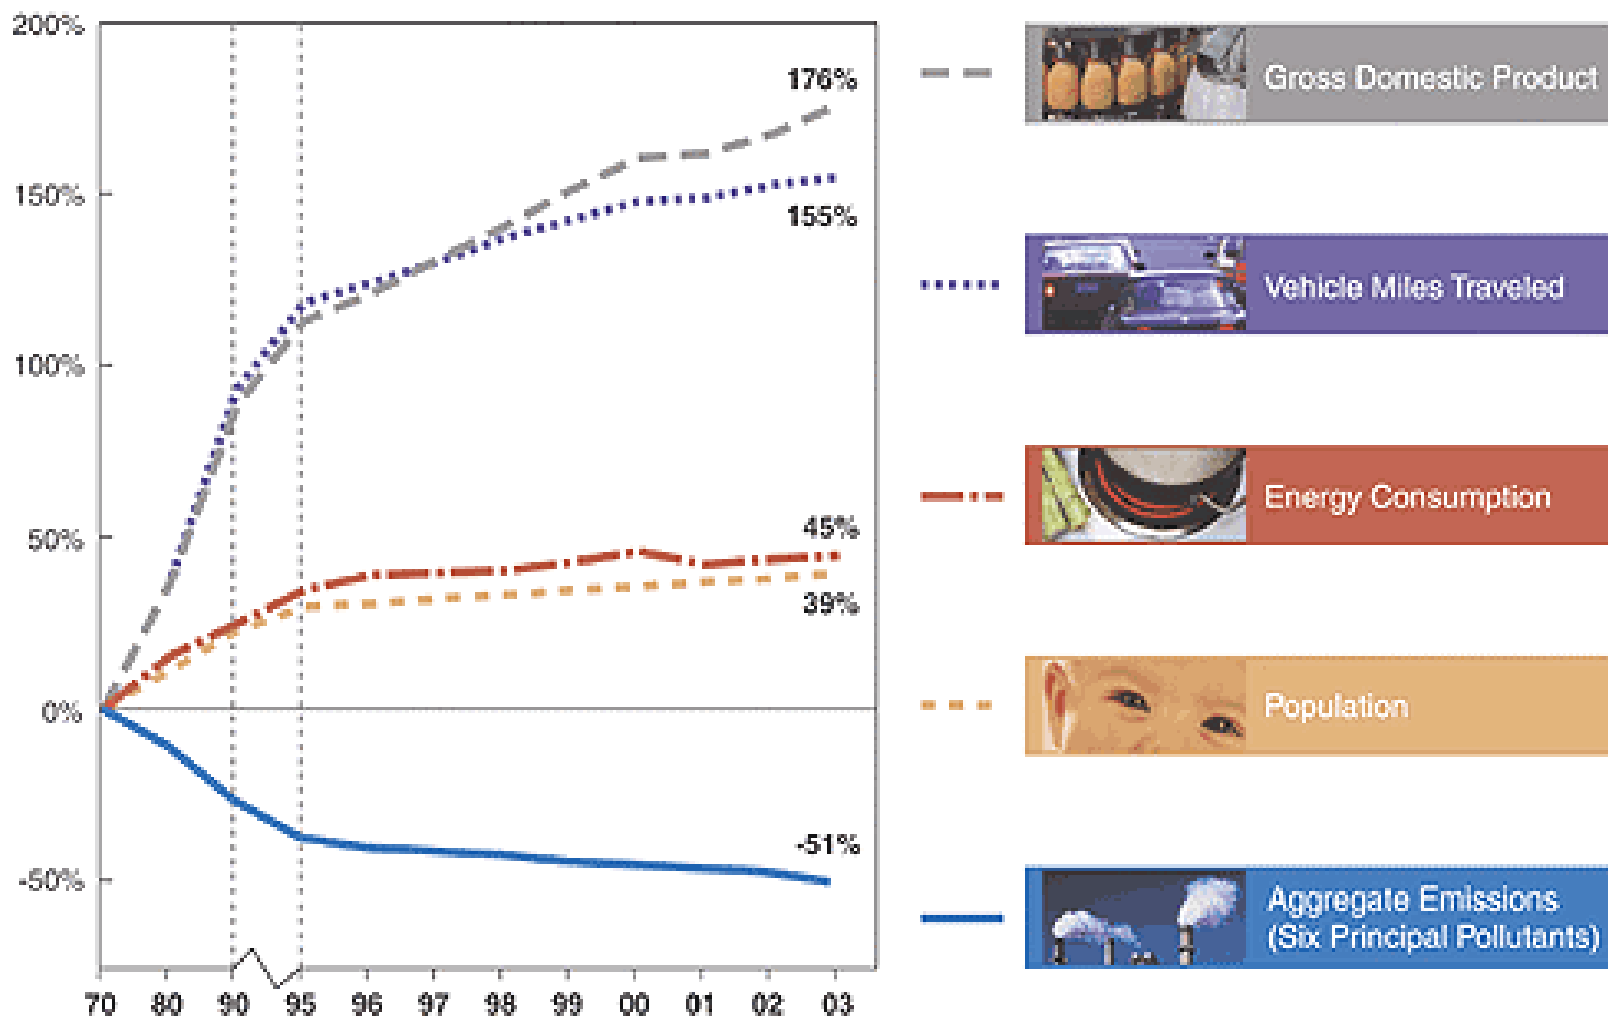 200%
150%
100%
50%
0%
-50%
176%
155%
45%
39%
-51%
70 80 90 95 96 97 98 99 00 01 02 03
Gross Domestic Product
Vehicle Miles Traveled
Energy Consumption
Population
Aggregate Emissions
(Six Principal Pollutants)